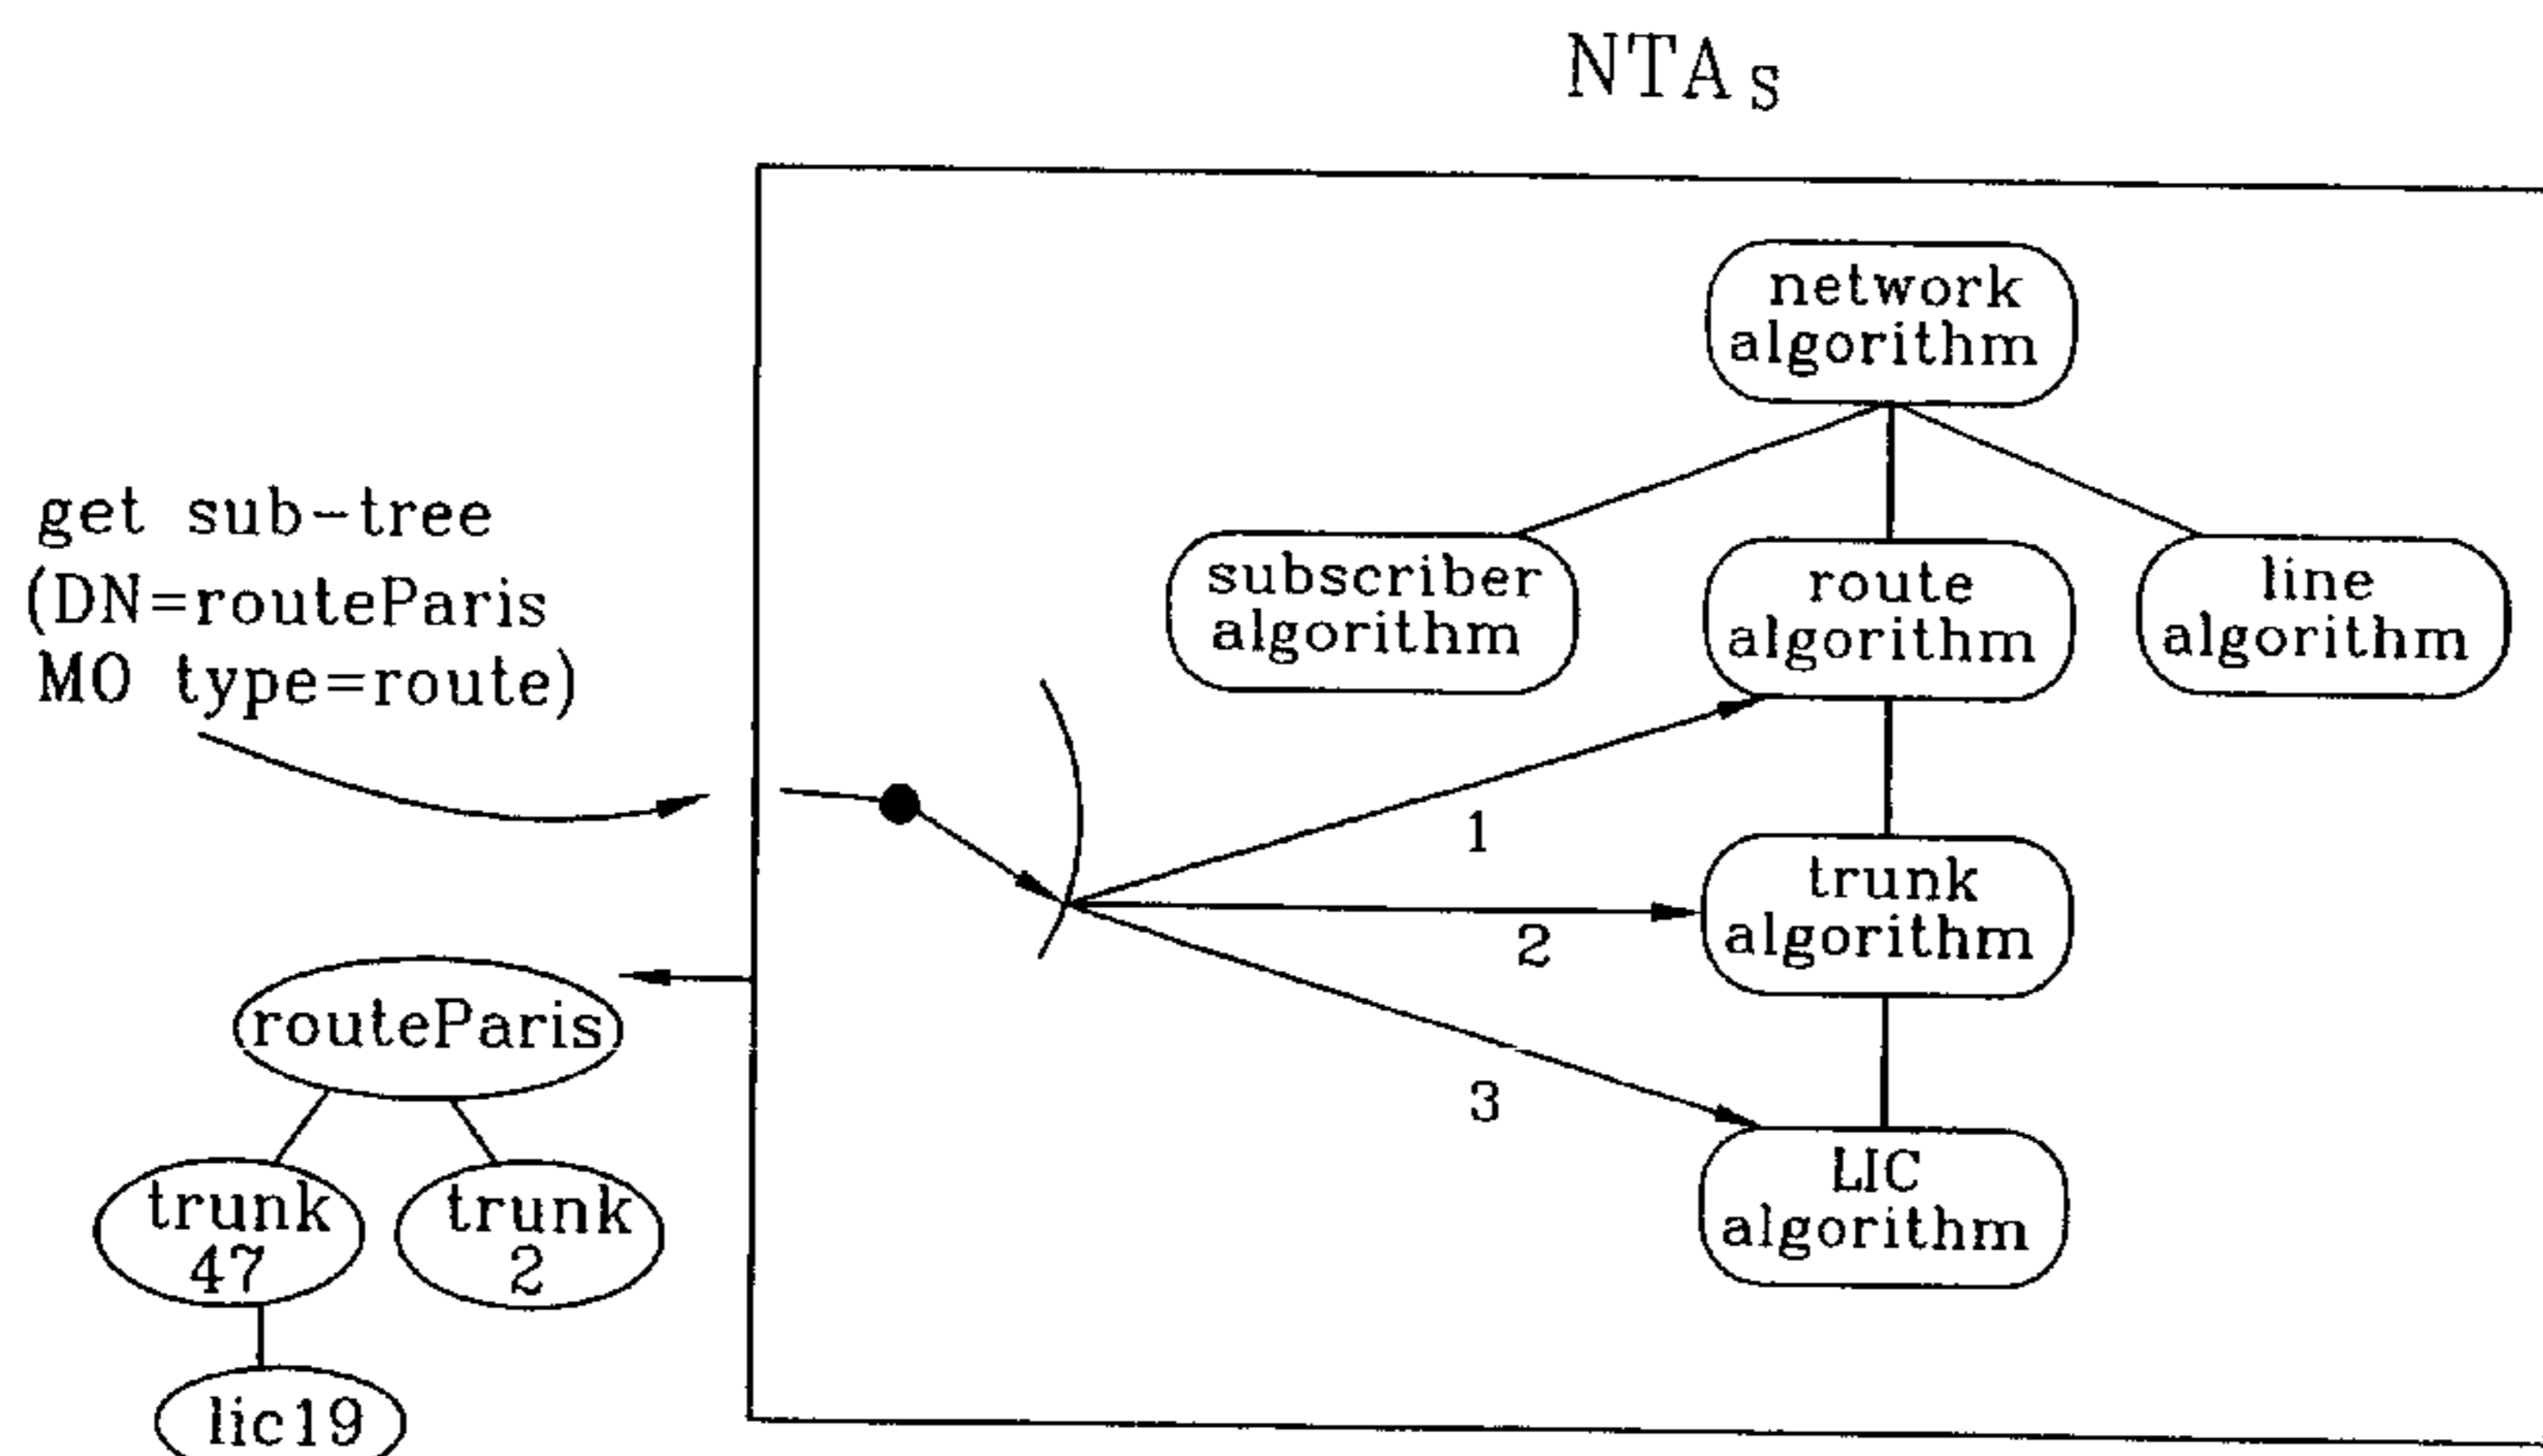 NTAS
network
algorithm
get sub-tree
(DN=routeParis
MO type=route)
subscriber
algorithm
route
algorithm
line
algorithm
1
trunk
algorithm
2
routeParis
3
LIC
algorithm
trunk
47
trunk
2
lic19